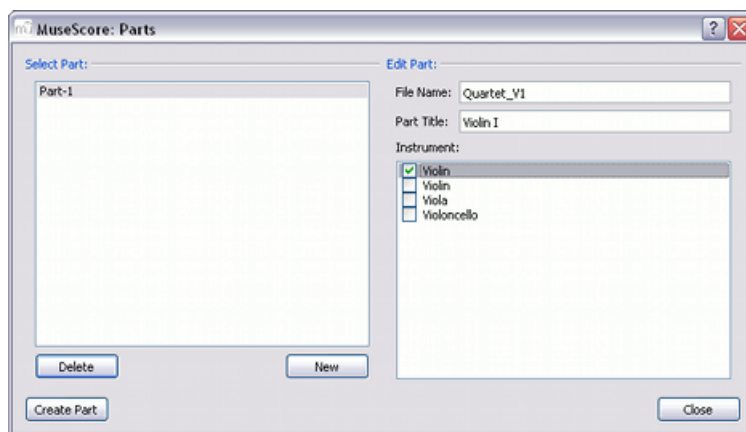 MuseScore: Parts
Select Part:
Part-1
Delete
New
Create Part
Edit Part:
File Name: Quartet_V1
Part Title: Violin I
Instrument:
Violin
Violin
Viola
Violoncello
Close